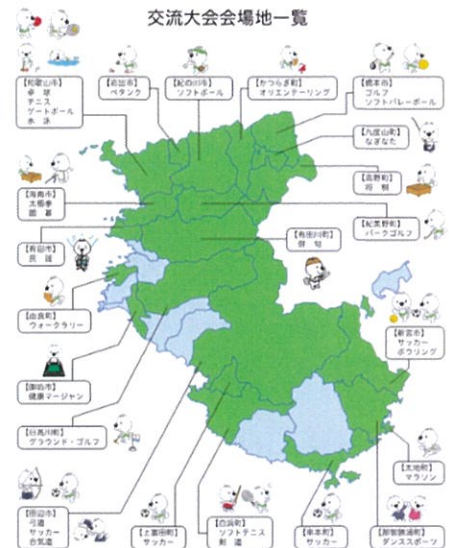 交流大会会場地一覧
【和歌山市】
卓球
テニス
ゲートボール
水泳
【岩出市】
ペタンク
【紀の川市】
ソフトボール
【かつらぎ町】
オリエンテーリング
【橋本市】
ゴルフ
ソフトバレーボール
【九度山町】
なぎなた
【高野町】
将棋
【海南市】
太極拳
囲碁
【紀美野町】
パークゴルフ
【有田市】
民謡
【有田川町】
俳句
【由良町】
ウォークラリー
【新宮市】
サッカー
ボウリング
【御坊市】
健康マージャン
【日高川町】
グラウンド・ゴルフ
【太地町】
マラソン
【田辺市】
弓道
サッカー
合気道
【上富田町】
サッカー
【白浜町】
ソフトテニス
剣道
【串本町】
サッカー
【那智勝浦町】
ダンススポーツ